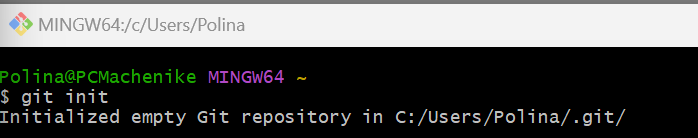 MINGW64:/c/Users/Polina
Polina@PCMachenike MINGW64 ~
$ git init
Initialized empty Git repository in C:/Users/Polina/.git/